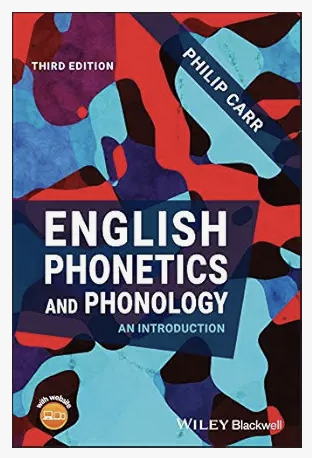 THIRD EDITION
PHILIP CARR
ENGLISH
PHONETICS
AND PHONOLOGY
AN INTRODUCTION
with website
WILEY Blackwell